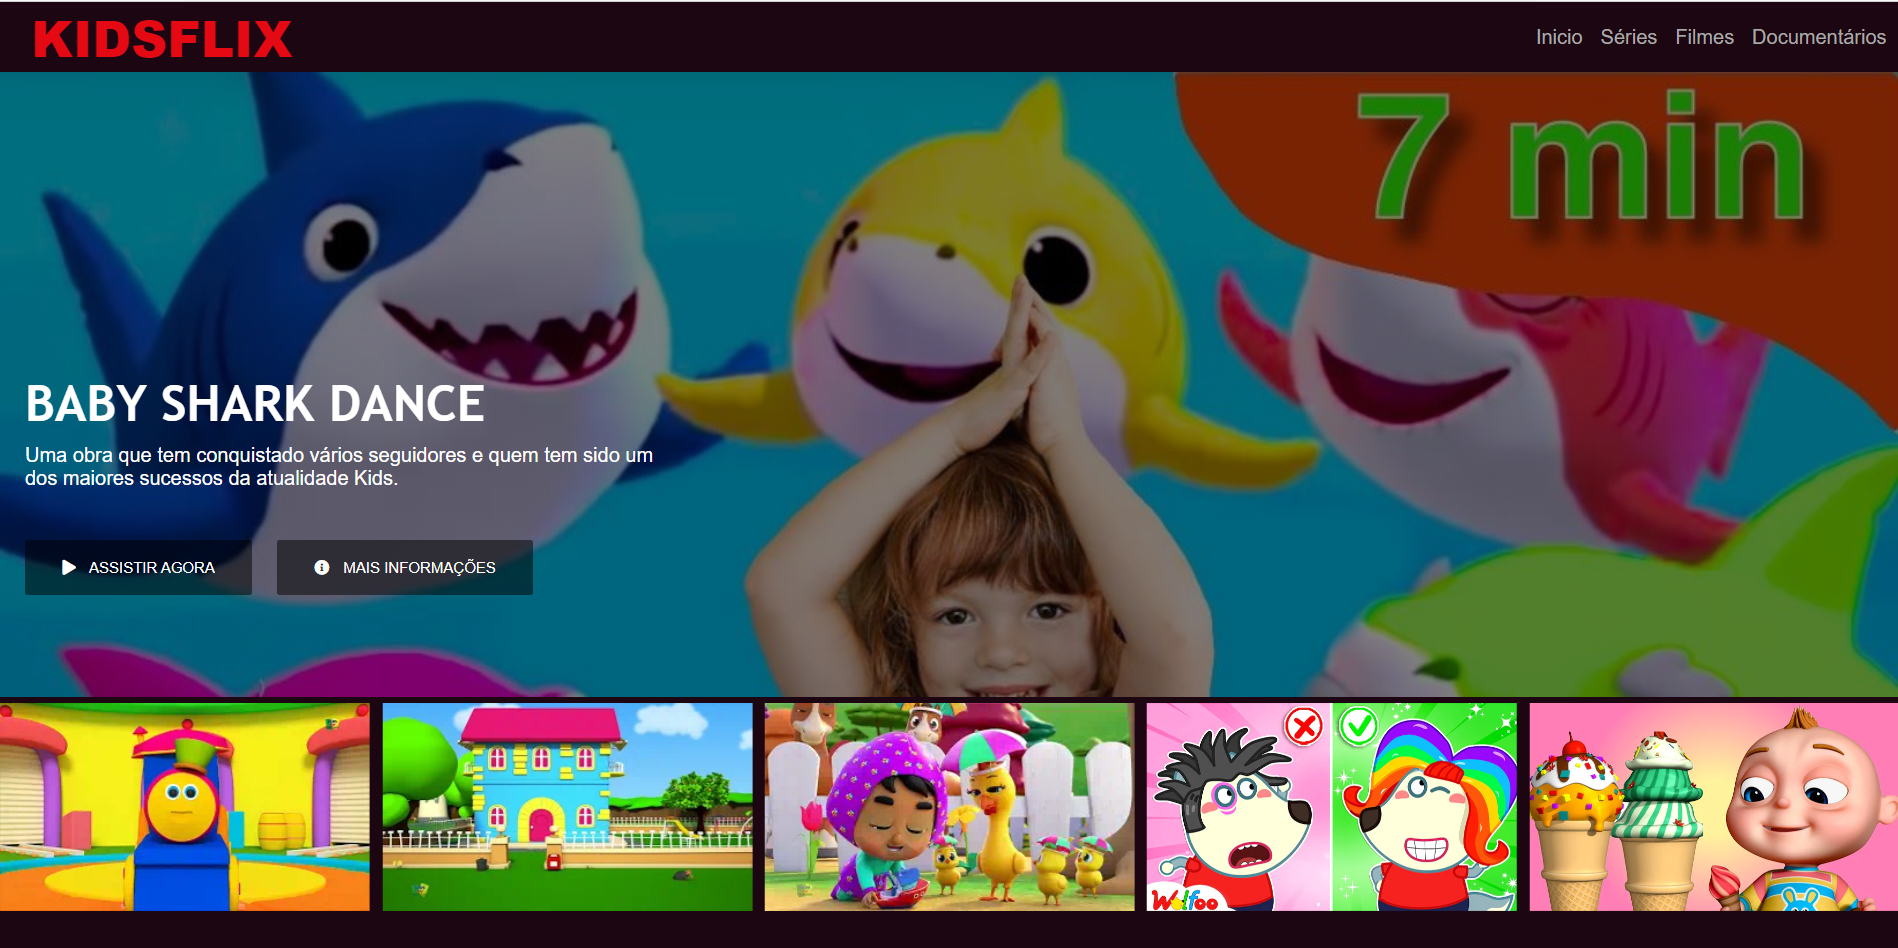 KIDSFLIX
Inicio Séries Filmes Documentários
7 min
BABY SHARK DANCE
Uma obra que tem conquistado vários seguidores e quem tem sido um
dos maiores sucessos da atualidade Kids.
ASSISTIR AGORA MAIS INFORMAÇÕES
Wolfoo